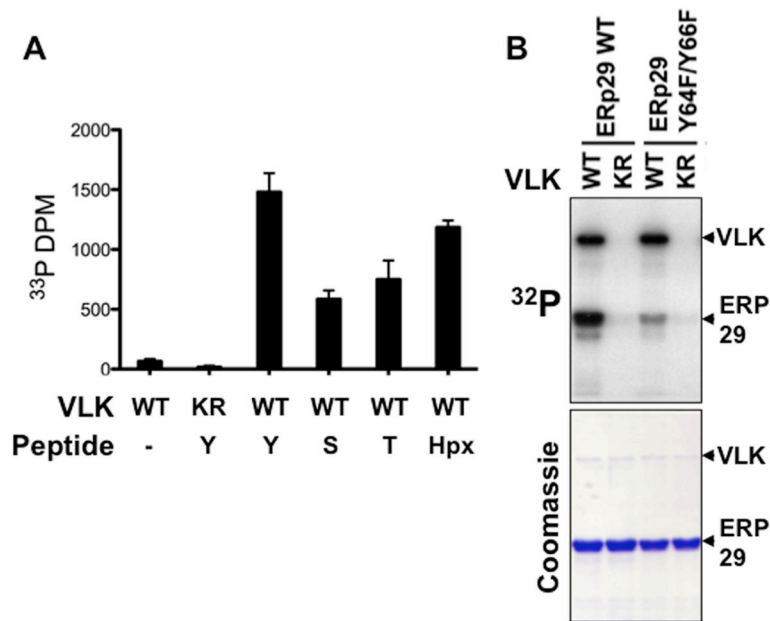 A
2000
1500
1000
500
0
33P DPM
VLK WT KR WT WT WT WT
Peptide - Y Y S T Hpx
B
ERp29 WT
ERp29
Y64F/Y66F
VLK WT KR WT KR
32P
VLK
ERP
29
Coomassie
VLK
ERP
29